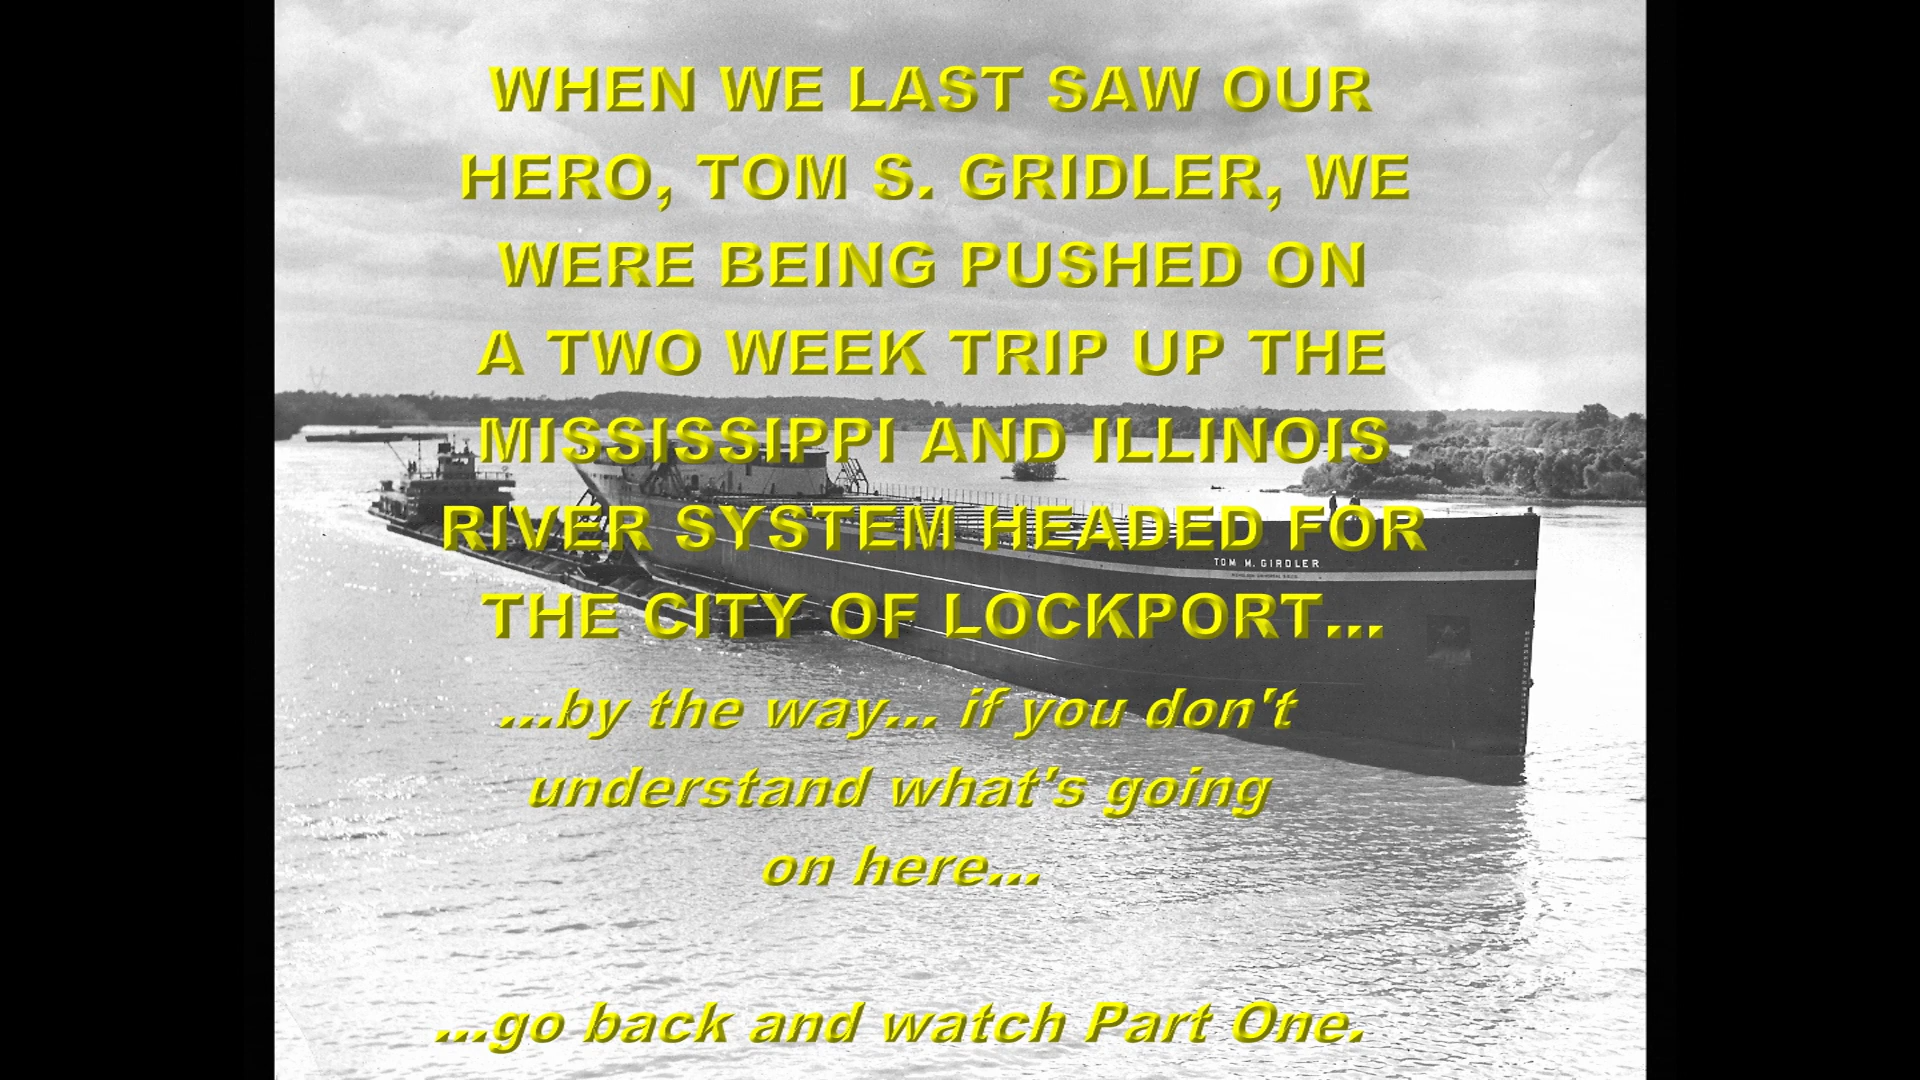 WHEN WE LAST SAW OUR
HERO, TOM S. GRIDLER, WE
WERE BEING PUSHED ON
A TWO WEEK TRIP UP THE
MISSISSIPPI AND ILLINOIS
RIVER SYSTEM HEADED FOR
THE CITY OF LOCKPORT...
TOM M. GIRDLER
...by the way... if you don't
understand what's going
on here...
...go back and watch Part One.